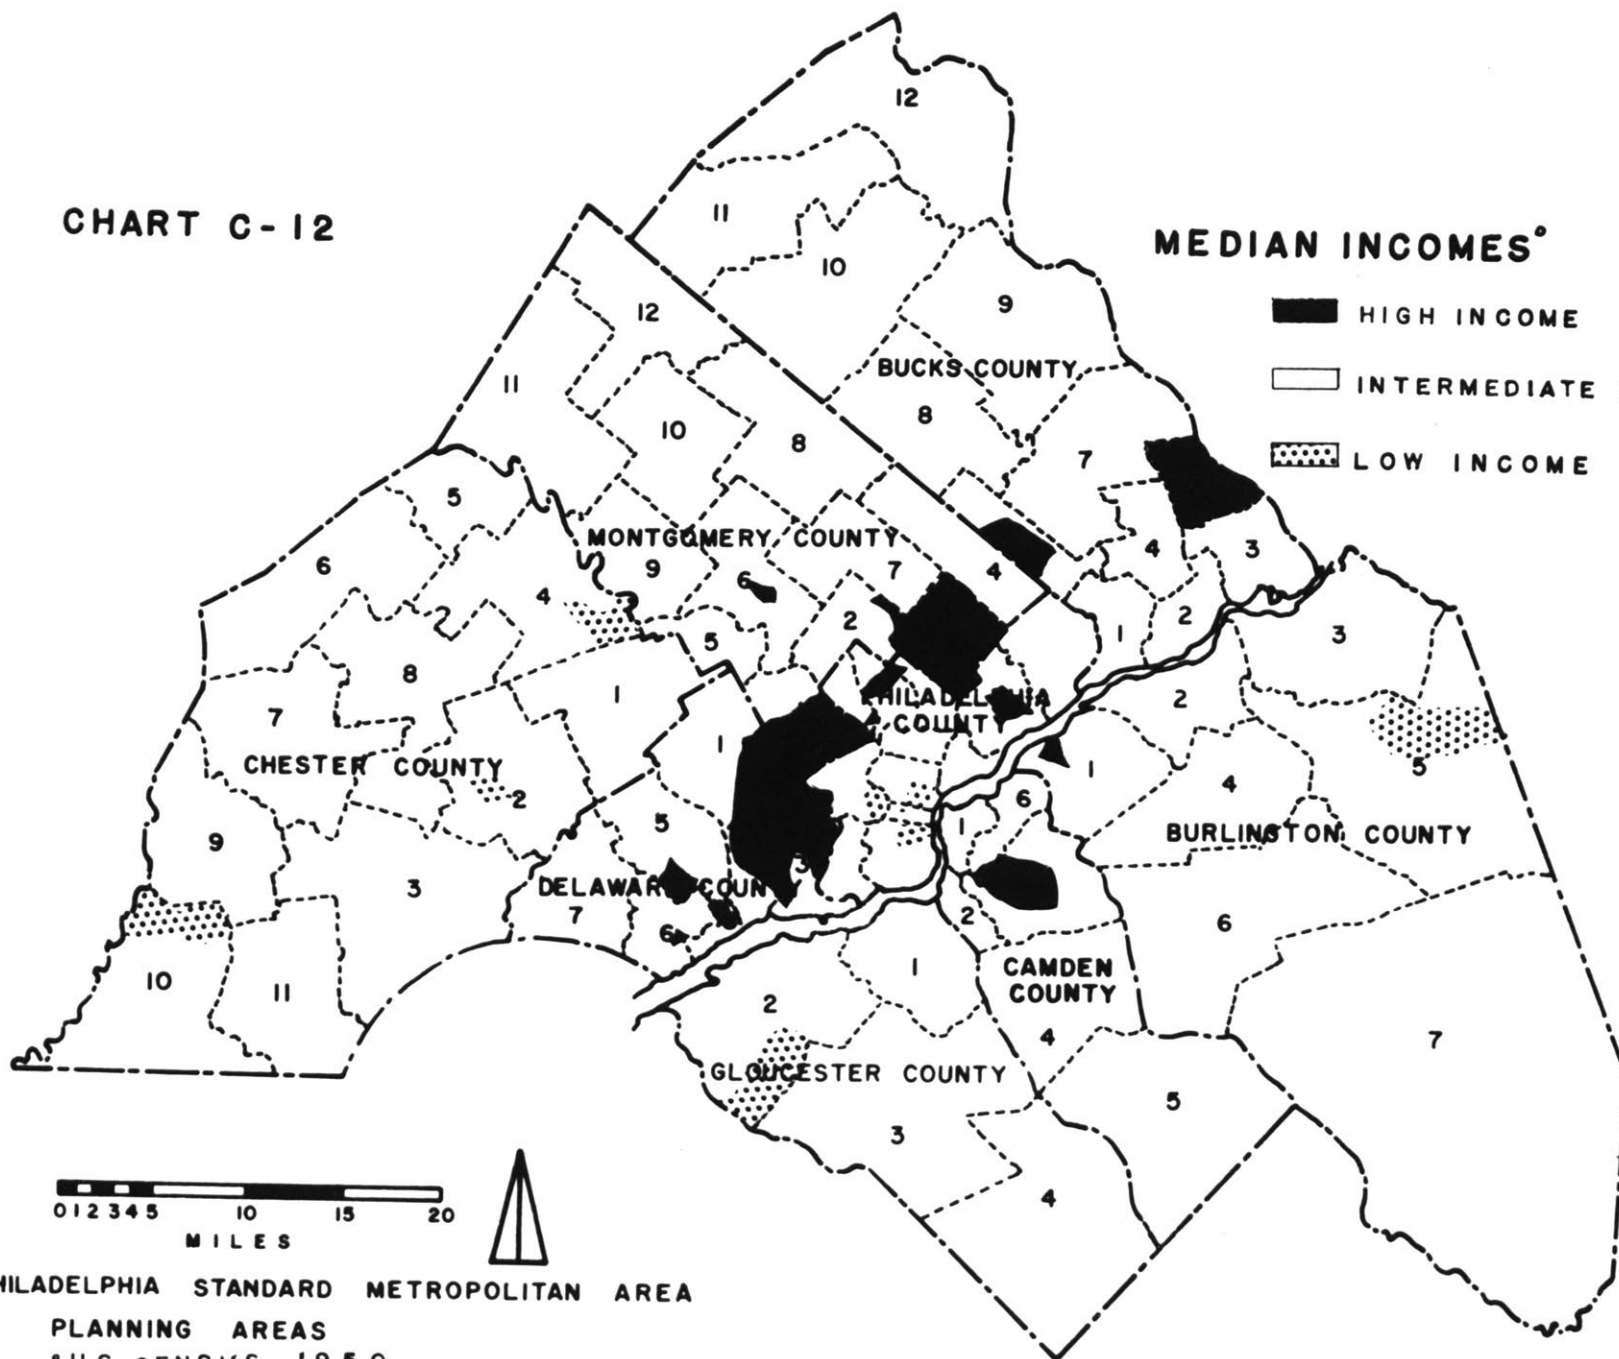 CHART C-12
MEDIAN INCOMES°
HIGH INCOME
INTERMEDIATE
LOW INCOME
12
11
10
9
BUCKS COUNTY
8
7
4
3
2
1
12
11
10
8
MONTGOMERY COUNTY
9
6
7
4
5
2
5
6
4
8
1
7
CHESTER COUNTY
2
9
3
10
11
PHILADELPHIA
COUNTY
1
5
3
DELAWARE COUN
7
6
3
2
5
1
4
BURLINGTON COUNTY
6
7
6
1
2
CAMDEN
COUNTY
4
5
1
2
GLOUCESTER COUNTY
3
4
0 1 2 3 4 5 10 15 20
MILES
HILADELPHIA STANDARD METROPOLITAN AREA
PLANNING AREAS
1950